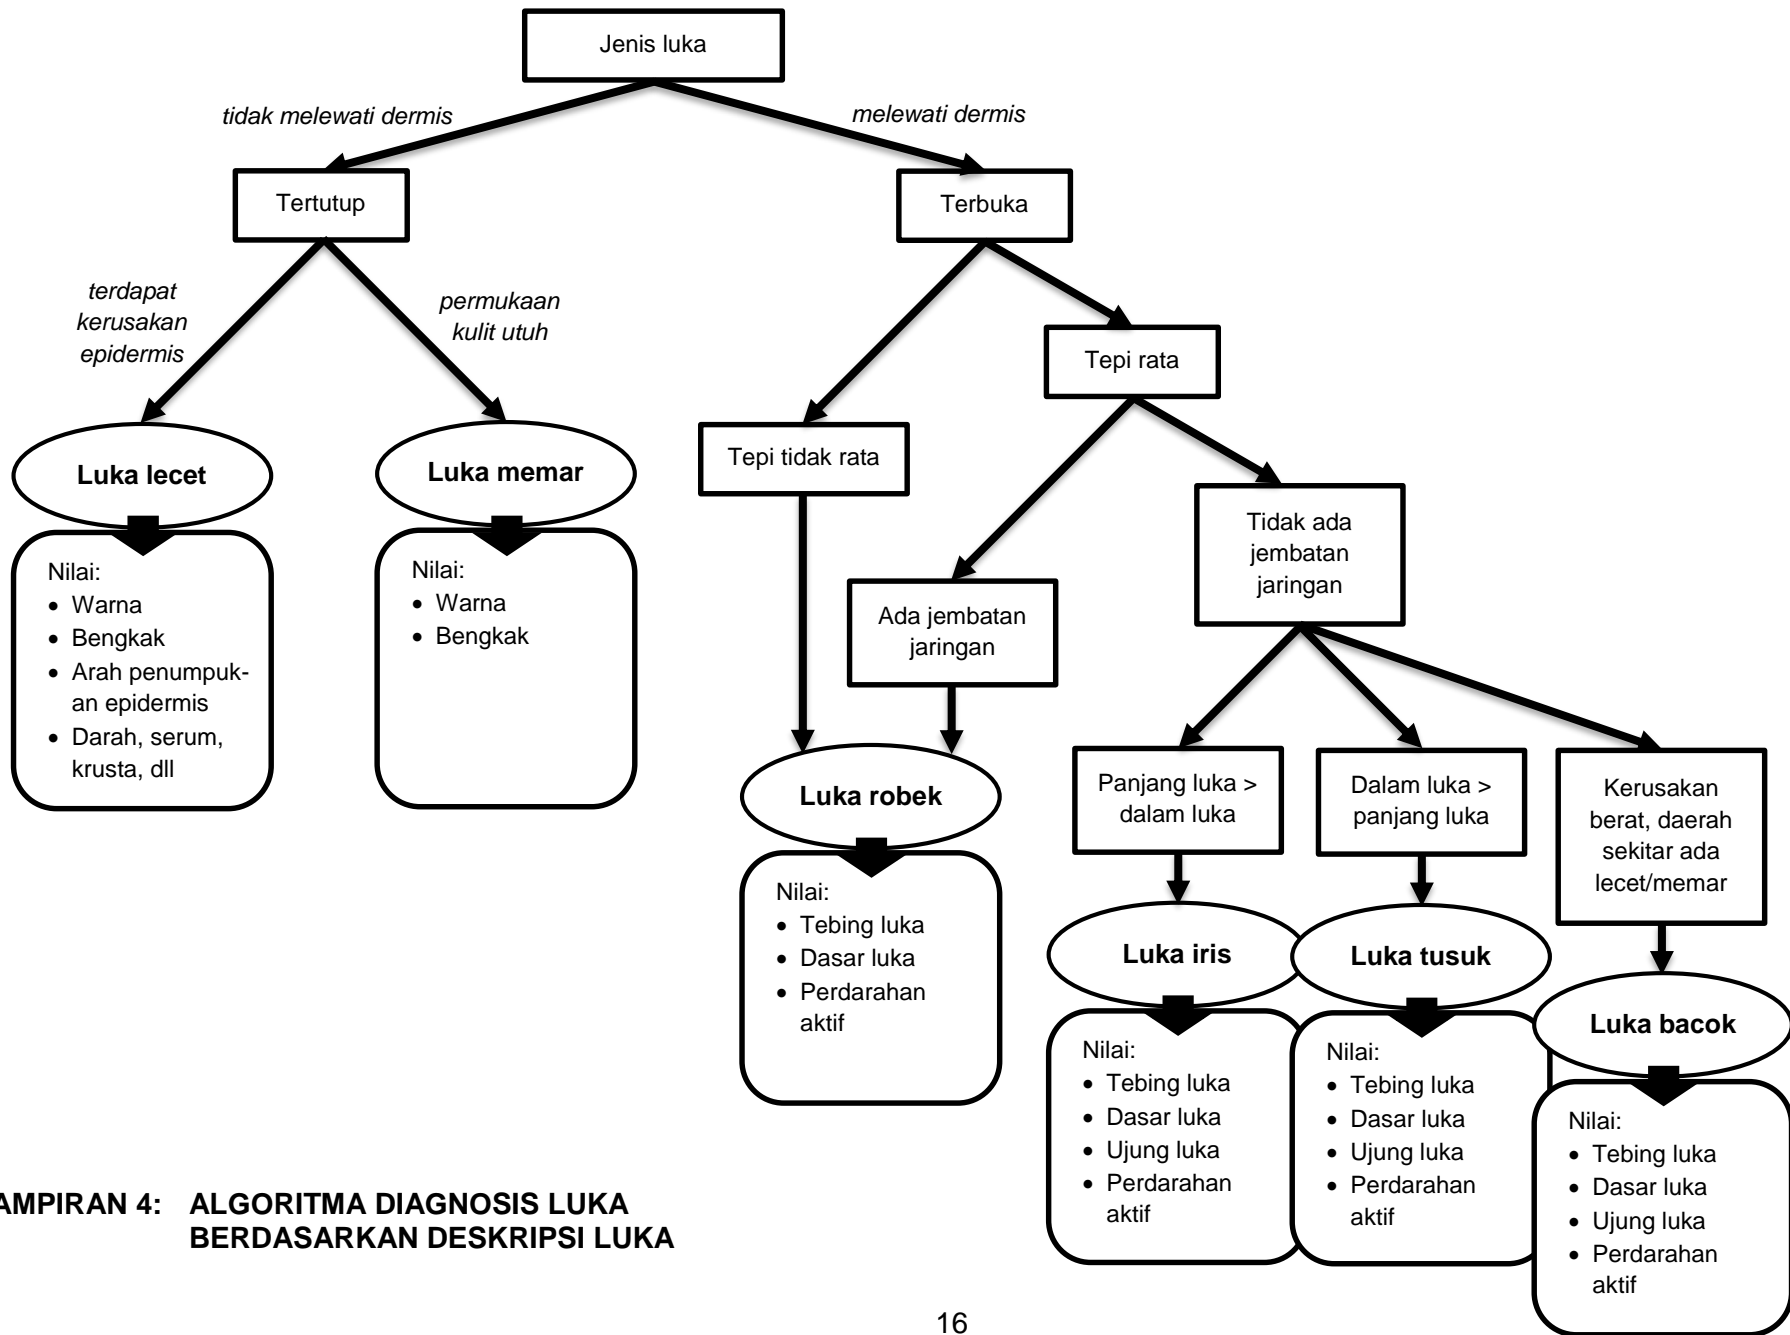 Jenis luka
tidak melewati dermis
melewati dermis
Tertutup
Terbuka
terdapat
kerusakan
epidermis
permukaan
kulit utuh
Tepi rata
Tepi tidak rata
Luka lecet
Luka memar
Tidak ada
jembatan
jaringan
Nilai:
• Warna
• Bengkak
• Arah penumpuk-
an epidermis
• Darah, serum,
krusta, dll
Nilai:
• Warna
• Bengkak
Ada jembatan
jaringan
Panjang luka >
dalam luka
Dalam luka >
panjang luka
Kerusakan
berat, daerah
sekitar ada
lecet/memar
Luka robek
Nilai:
• Tebing luka
• Dasar luka
• Perdarahan
aktif
Luka iris
Luka tusuk
Luka bacok
Nilai:
• Tebing luka
• Dasar luka
• Ujung luka
• Perdarahan
aktif
Nilai:
• Tebing luka
• Dasar luka
• Ujung luka
• Perdarahan
aktif
Nilai:
• Tebing luka
• Dasar luka
• Ujung luka
• Perdarahan
aktif
AMPIRAN 4: ALGORITMA DIAGNOSIS LUKA
BERDASARKAN DESKRIPSI LUKA
16